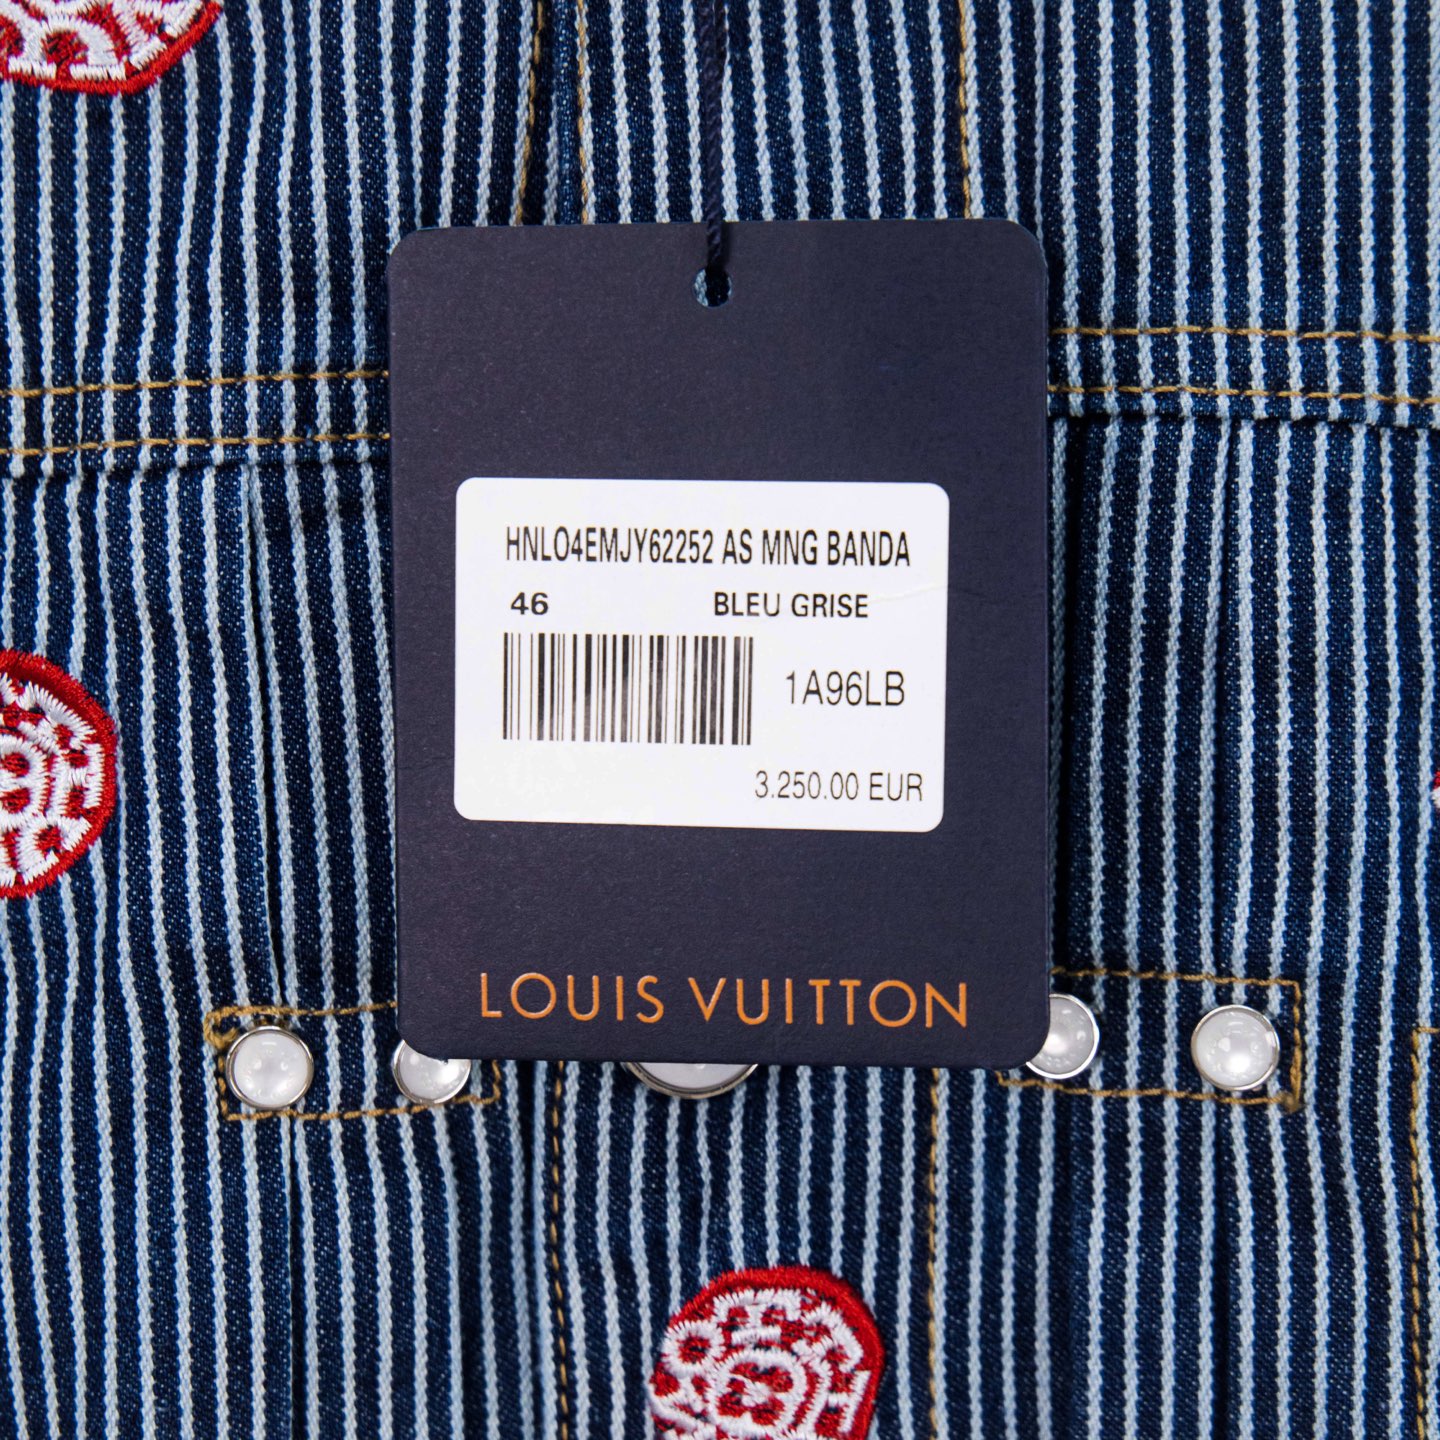 HNLO4EMJY62252 AS MNG BANDA
46 BLEU GRISE
1A96LB
3.250.00 EUR
LOUIS VUITTON